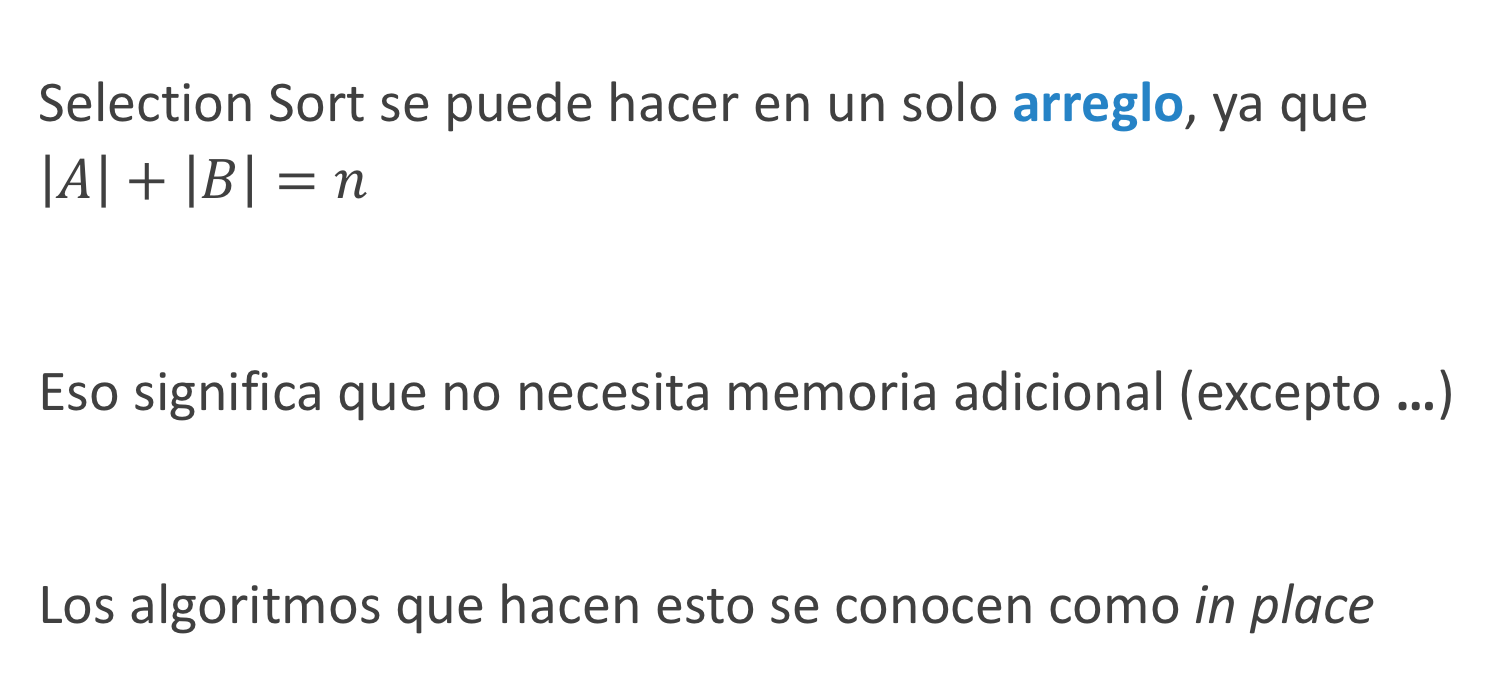 Selection Sort se puede hacer en un solo arreglo, ya que
|A| + |B| = n
Eso significa que no necesita memoria adicional (excepto ...)
Los algoritmos que hacen esto se conocen como in place